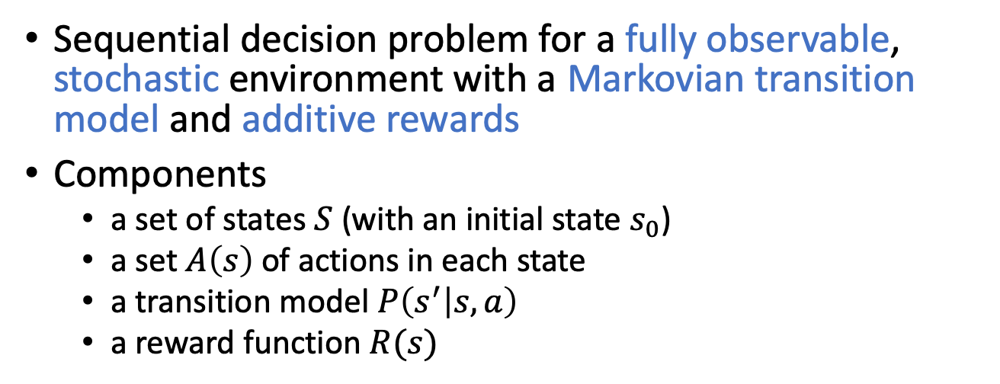 • Sequential decision problem for a fully observable,
stochastic environment with a Markovian transition
model and additive rewards
• Components
• a set of states S (with an initial state s₀)
• a set A(s) of actions in each state
• a transition model P(s′|s, a)
• a reward function R(s)